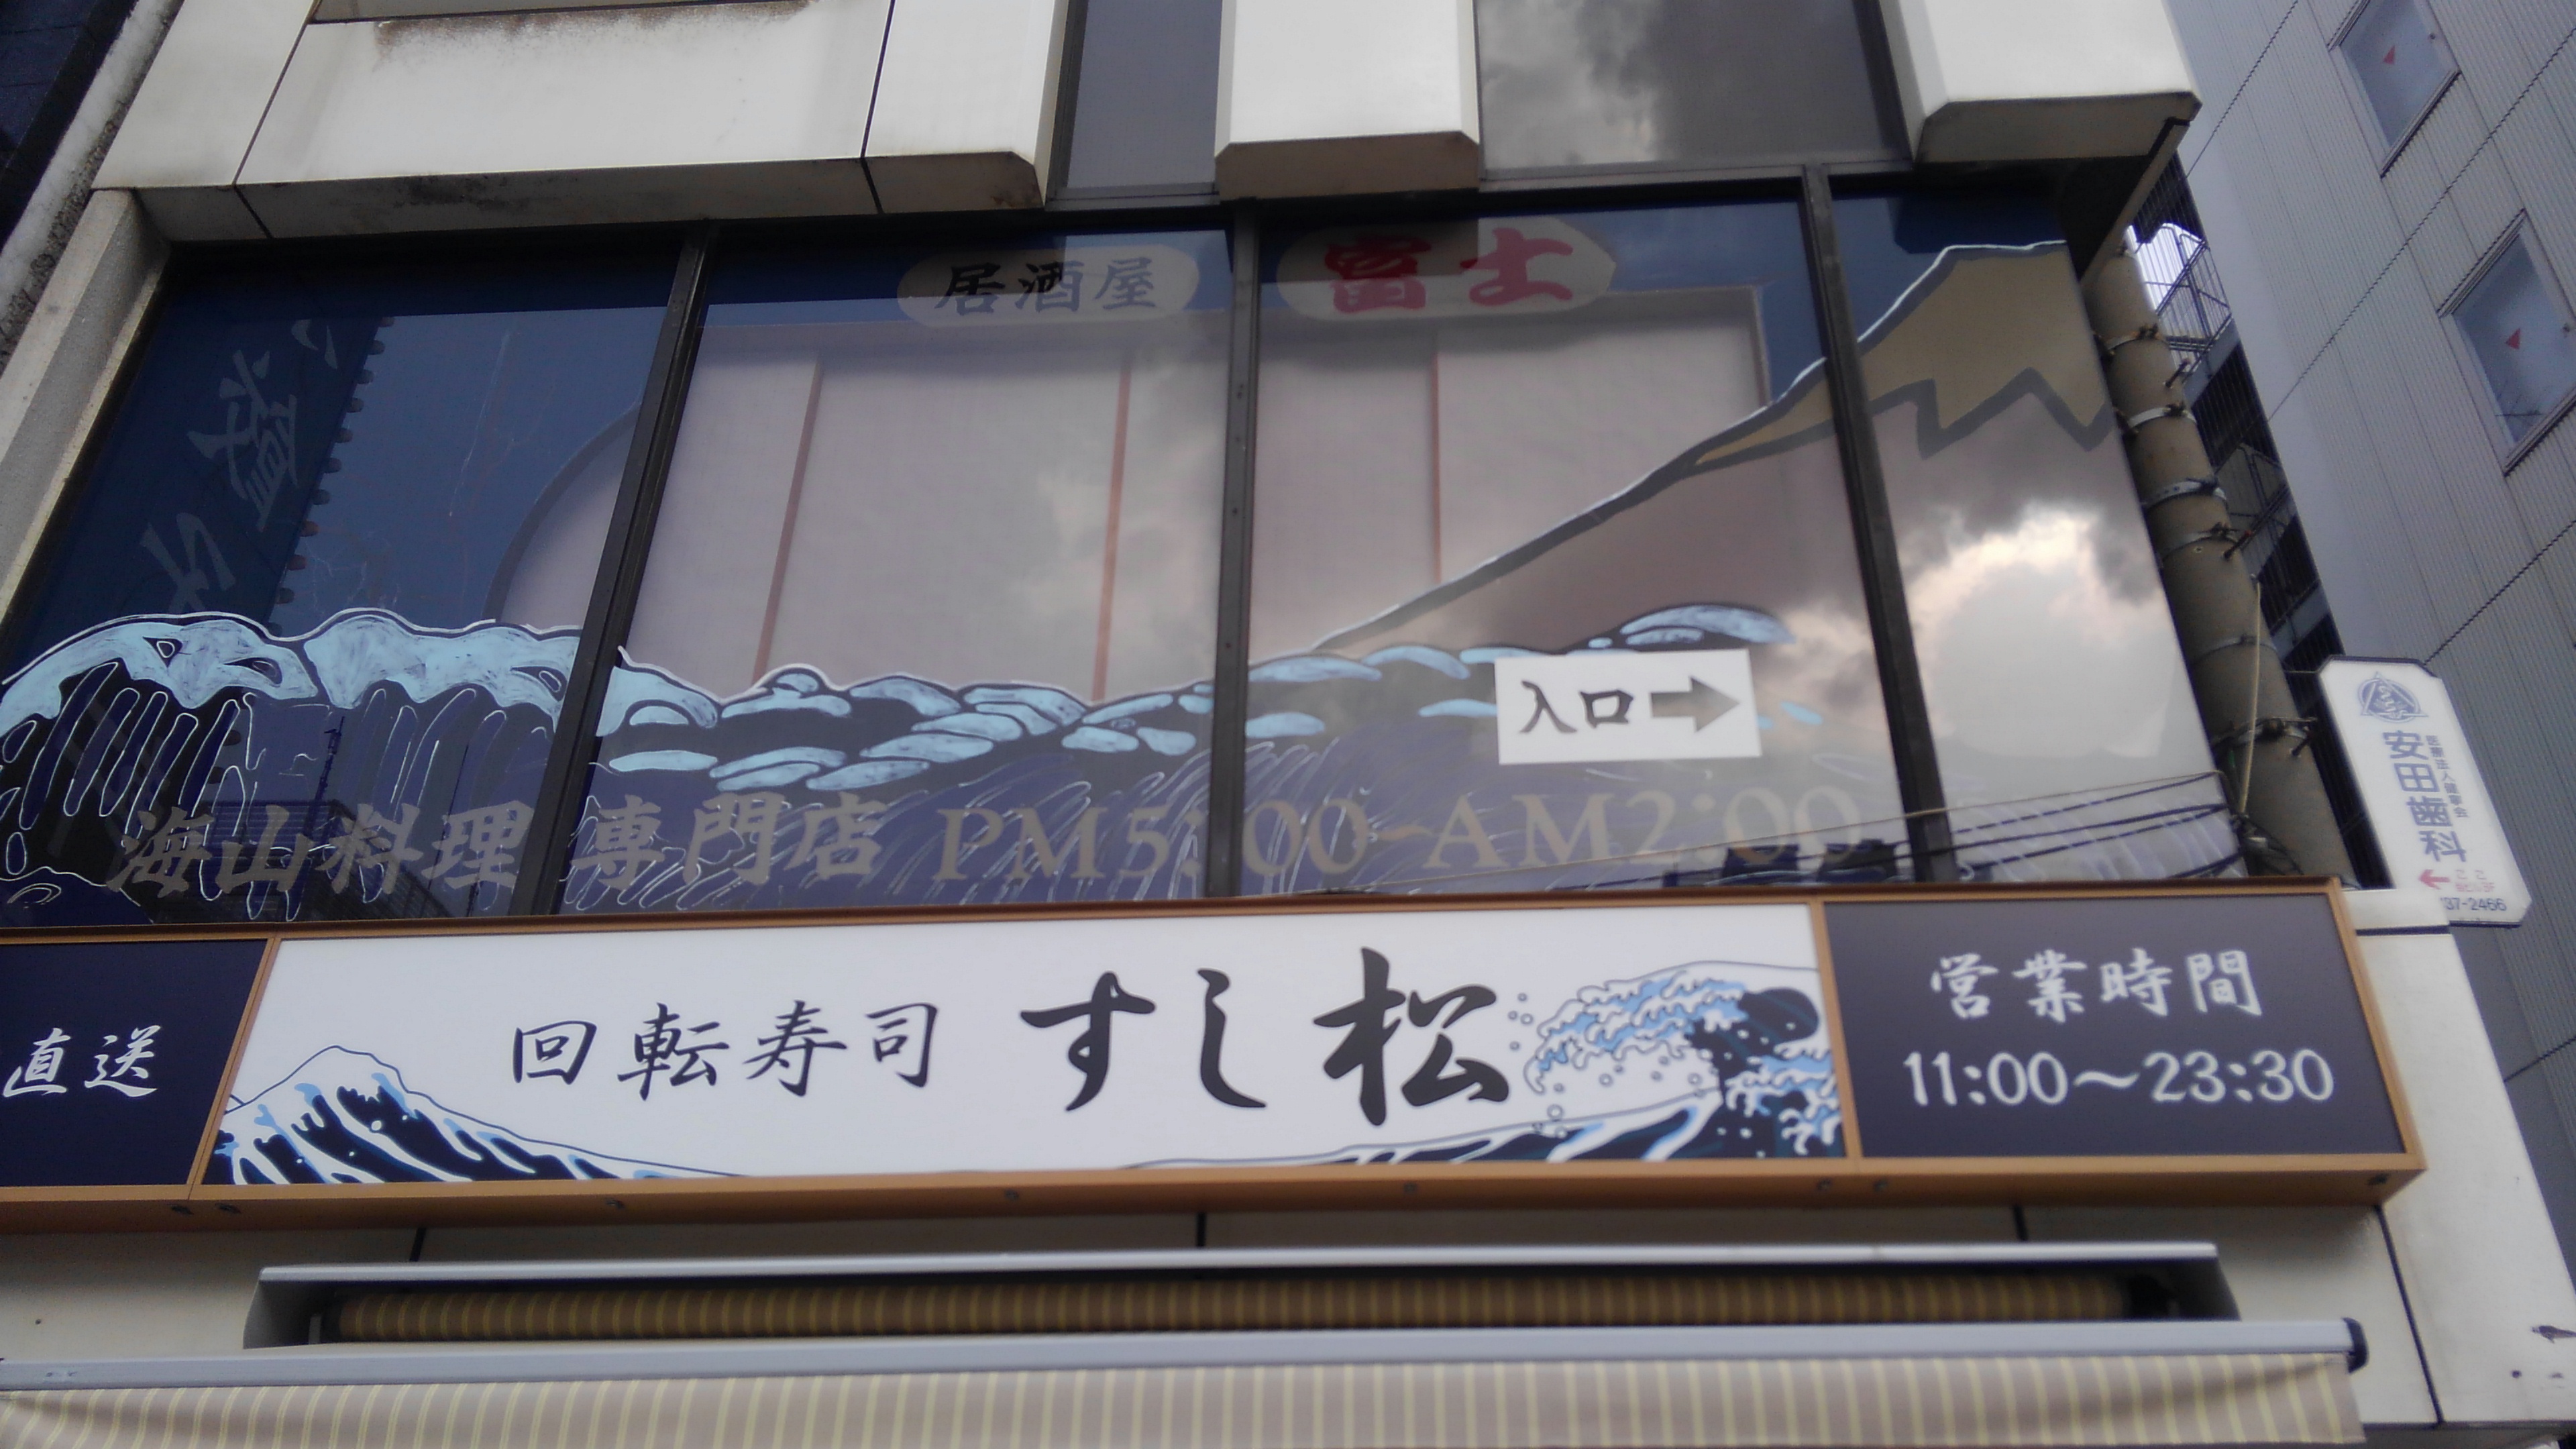 居酒屋 富士
入口
海山料理 専門店 PM5:00~AM2:00
直送
回転寿司 すし松
営業時間
11:00~23:30
安田歯科
37-2466